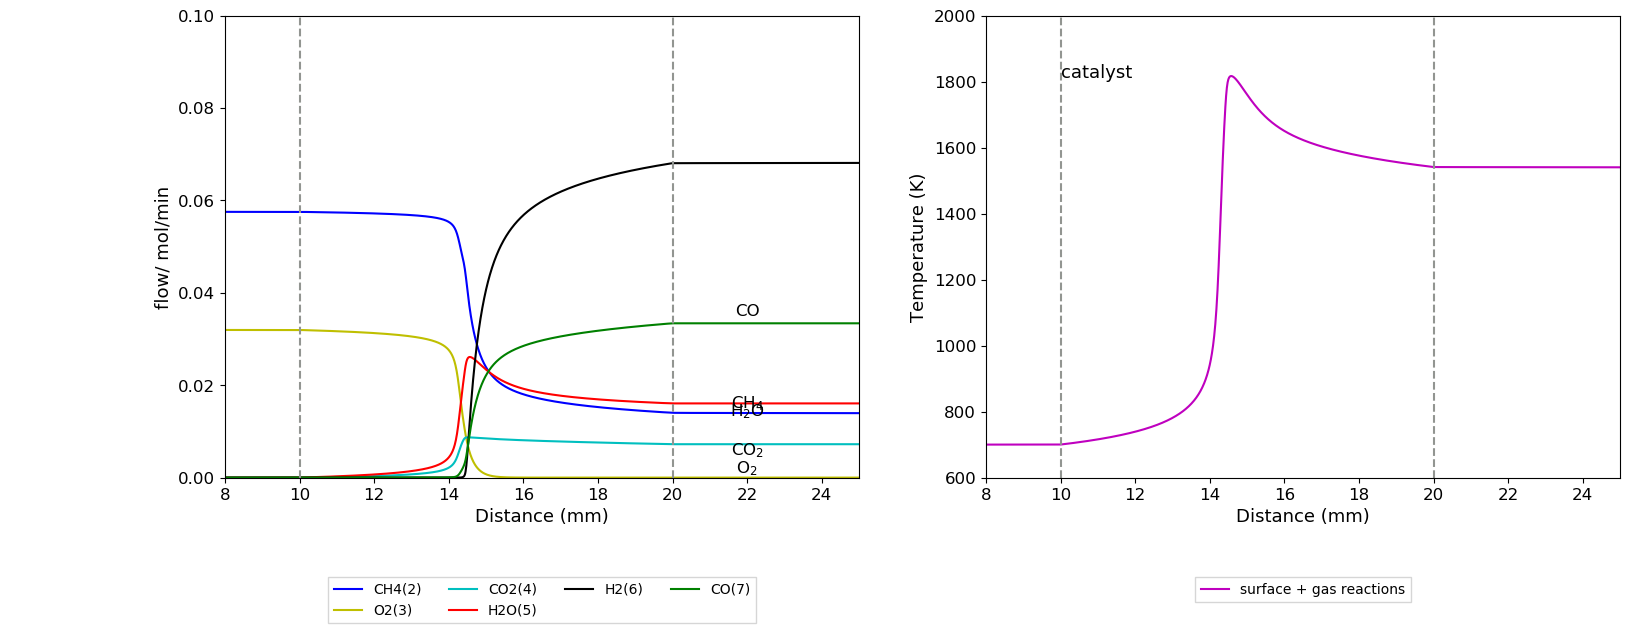 0.10
0.08
0.06
0.04
0.02
0.00
flow/ mol/min
CO
CH4
H2O
CO2
O2
8 10 12 14 16 18 20 22 24
Distance (mm)
CH4(2) CO2(4) H2(6) CO(7)
O2(3) H2O(5)
2000
1800
1600
1400
1200
1000
800
600
Temperature (K)
catalyst
8 10 12 14 16 18 20 22 24
Distance (mm)
surface + gas reactions